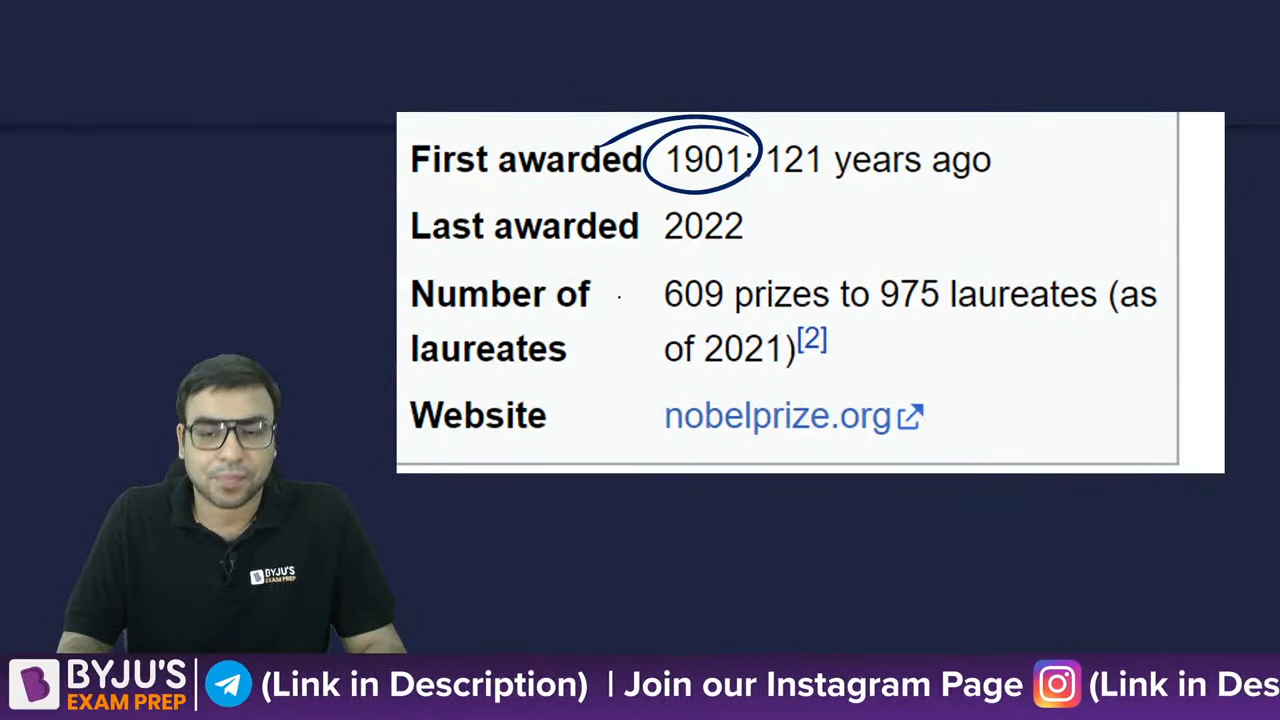 First awarded 1901; 121 years ago
Last awarded 2022
Number of 609 prizes to 975 laureates (as
laureates of 2021)[2]
Website nobelprize.org
BYJU'S
EXAM PREP
BYJU'S
EXAM PREP
(Link in Description) | Join our Instagram Page (Link in Des